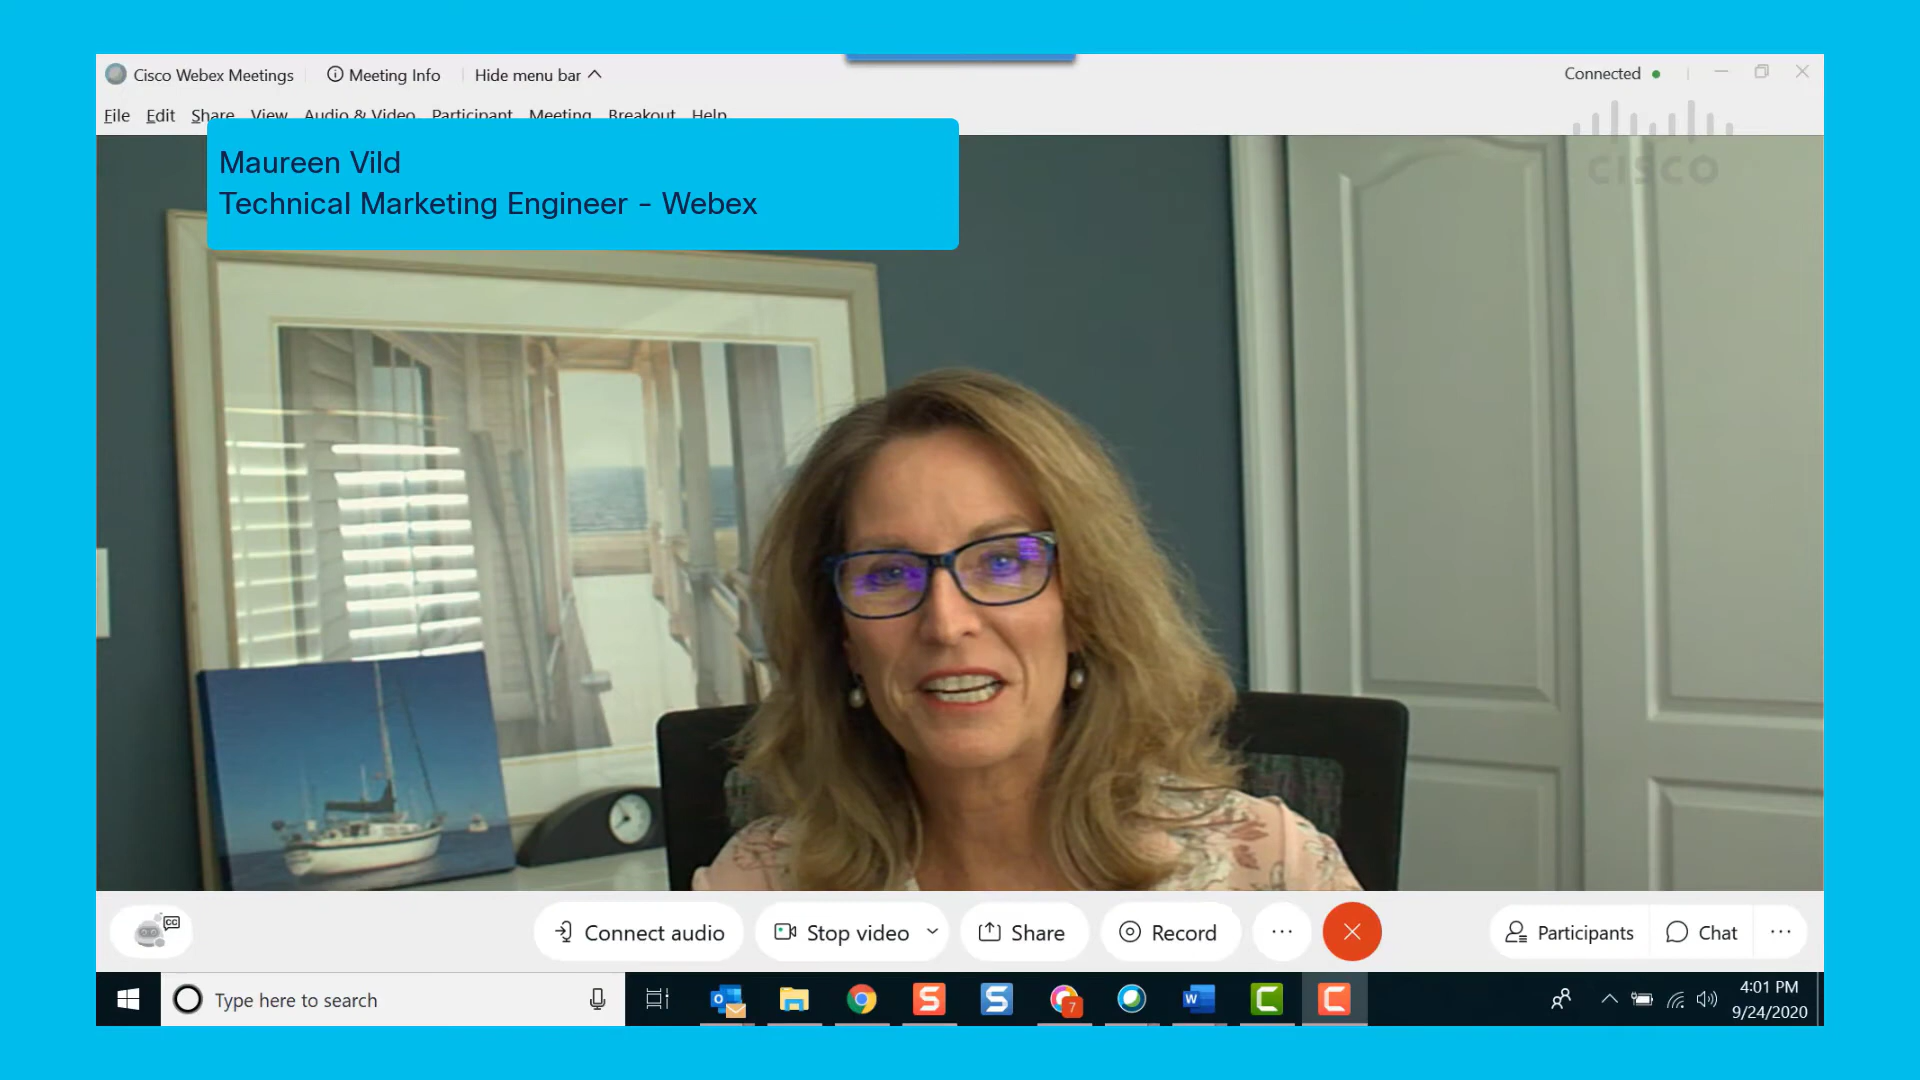 Cisco Webex Meetings Meeting Info Hide menu bar Connected
File Edit Share View Audio & Video Participant Meeting Breakout Help
CISCO
Maureen Vild
Technical Marketing Engineer - Webex
CC Connect audio Stop video Share Record Participants Chat
Type here to search
7
4:01 PM
9/24/2020